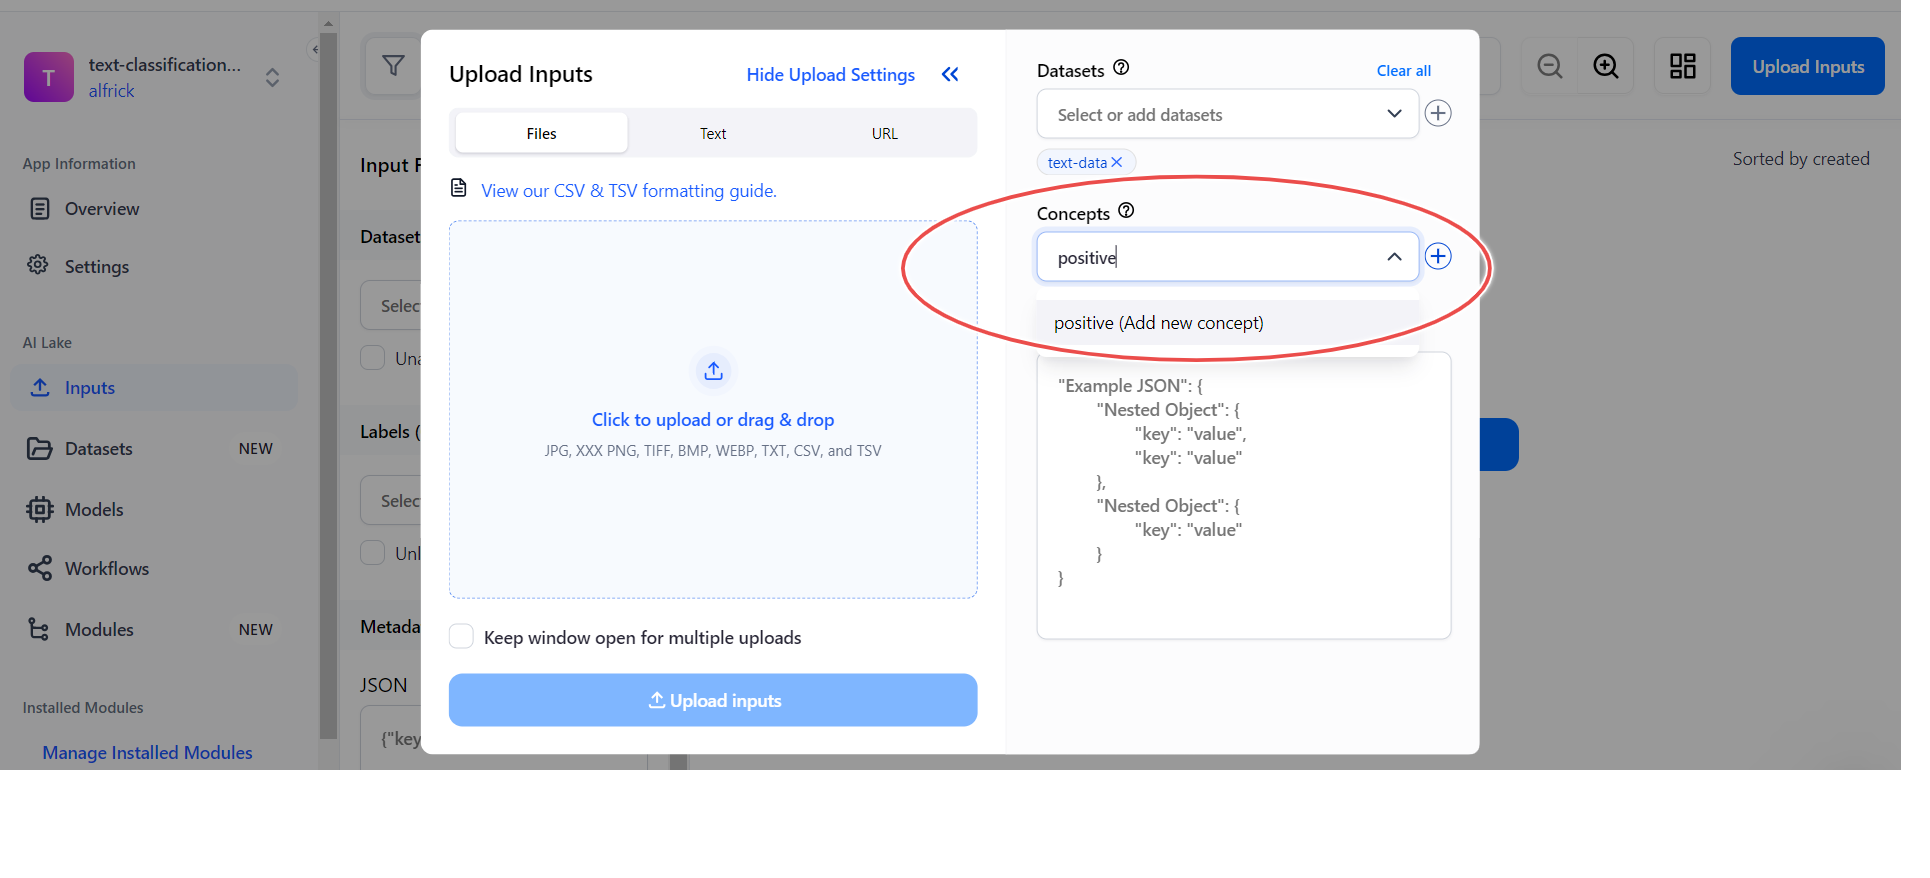 T
text-classification...
alfrick
App Information
Overview
Settings
AI Lake
Inputs
Datasets NEW
Models
Workflows
Modules NEW
Installed Modules
Manage Installed Modules
Input F
Dataset
Selec
Una
Labels (
Selec
Unl
Metada
JSON
{"key
Upload Inputs
Hide Upload Settings
Files Text URL
View our CSV & TSV formatting guide.
Click to upload or drag & drop
JPG, XXX PNG, TIFF, BMP, WEBP, TXT, CSV, and TSV
Keep window open for multiple uploads
Upload inputs
Datasets
Clear all
Select or add datasets
text-data
Concepts
positive
positive (Add new concept)
"Example JSON": {
"Nested Object": {
"key": "value",
"key": "value"
},
"Nested Object": {
"key": "value"
}
}
Upload Inputs
Sorted by created